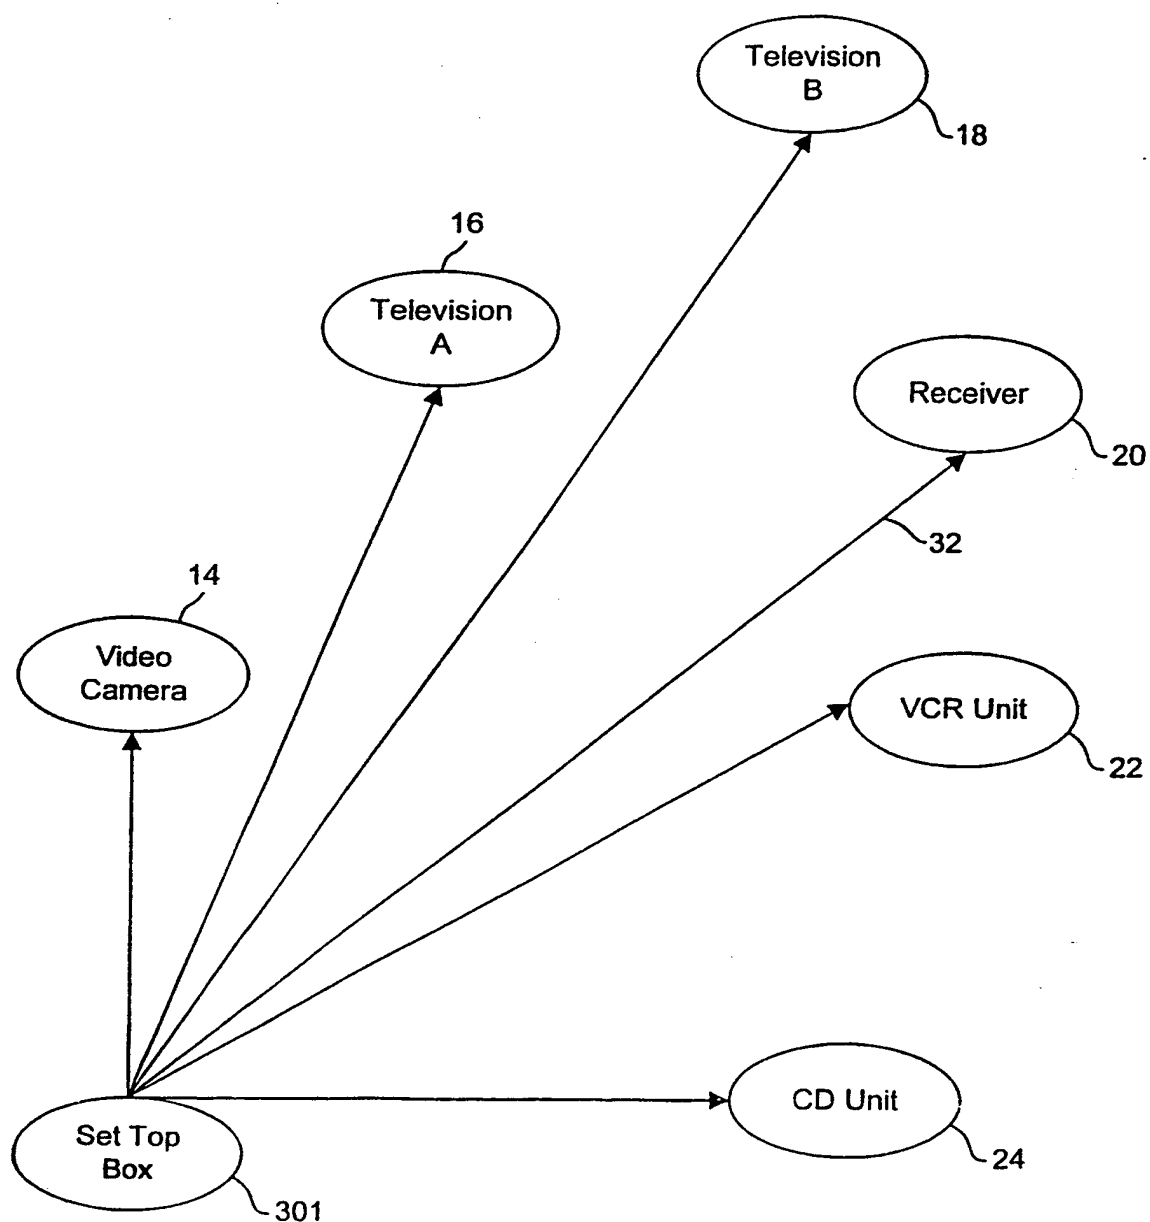 Television
B
18
16
Television
A
Receiver
20
32
14
Video
Camera
VCR Unit
22
CD Unit
24
Set Top
Box
301